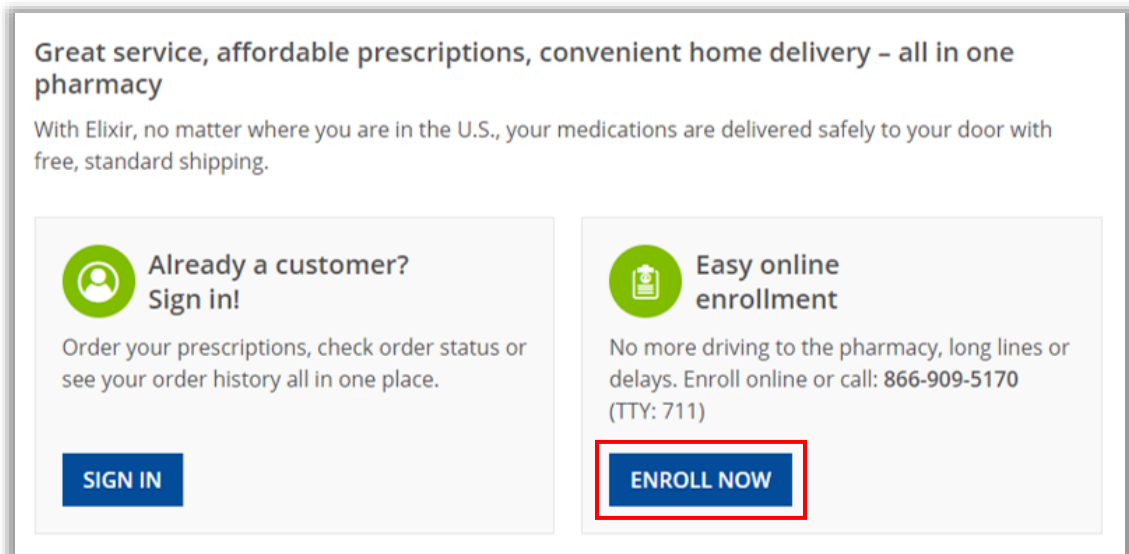 Great service, affordable prescriptions, convenient home delivery – all in one
pharmacy
With Elixir, no matter where you are in the U.S., your medications are delivered safely to your door with
free, standard shipping.
Already a customer?
Sign in!
Order your prescriptions, check order status or
see your order history all in one place.
SIGN IN
Easy online
enrollment
No more driving to the pharmacy, long lines or
delays. Enroll online or call: 866-909-5170
(TTY: 711)
ENROLL NOW